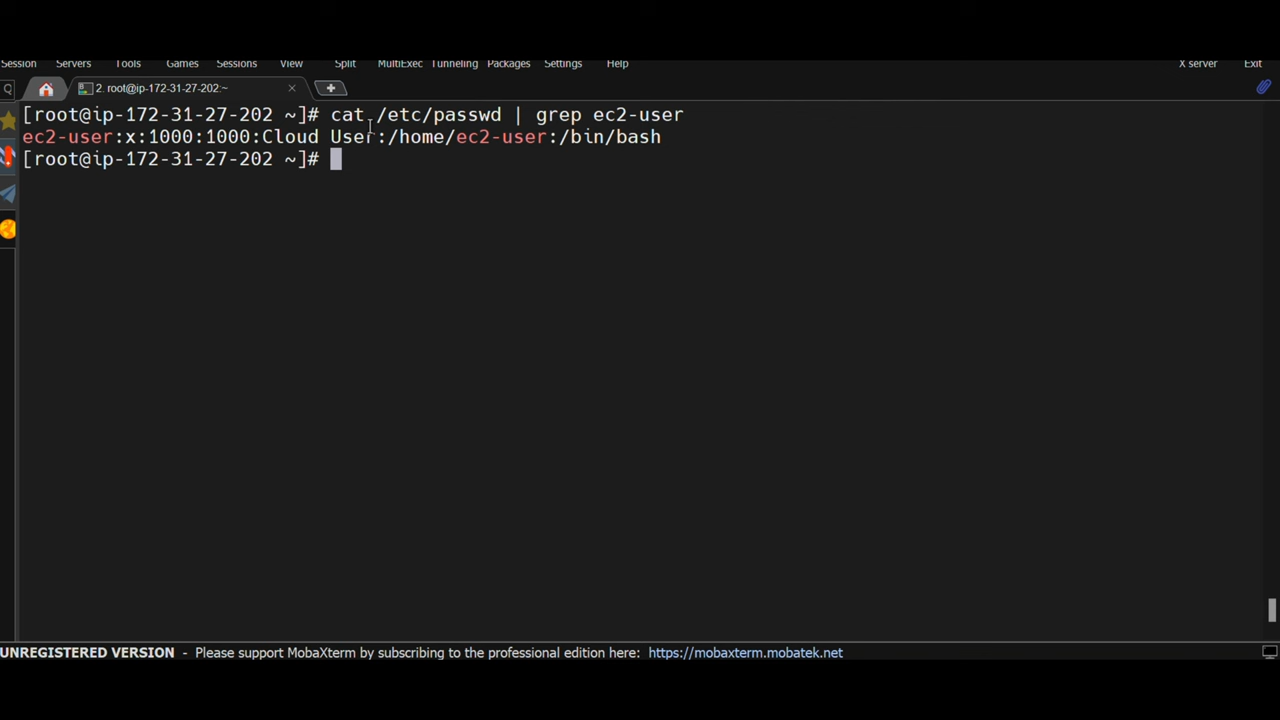 Session Servers Tools Games Sessions View Split MultiExec Tunneling Packages Settings Help X server Exit
2. root@ip-172-31-27-202:~
[root@ip-172-31-27-202 ~]# cat /etc/passwd | grep ec2-user
ec2-user:x:1000:1000:Cloud User:/home/ec2-user:/bin/bash
[root@ip-172-31-27-202 ~]#
UNREGISTERED VERSION - Please support MobaXterm by subscribing to the professional edition here: https://mobaxterm.mobatek.net